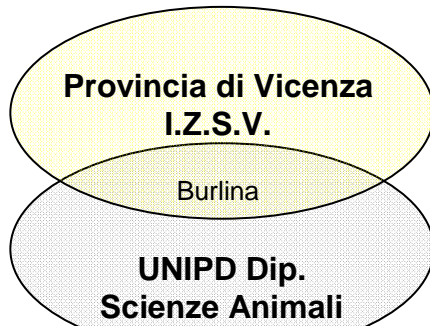 Provincia di Vicenza
I.Z.S.V.
Burlina
UNIPD Dip.
Scienze Animali